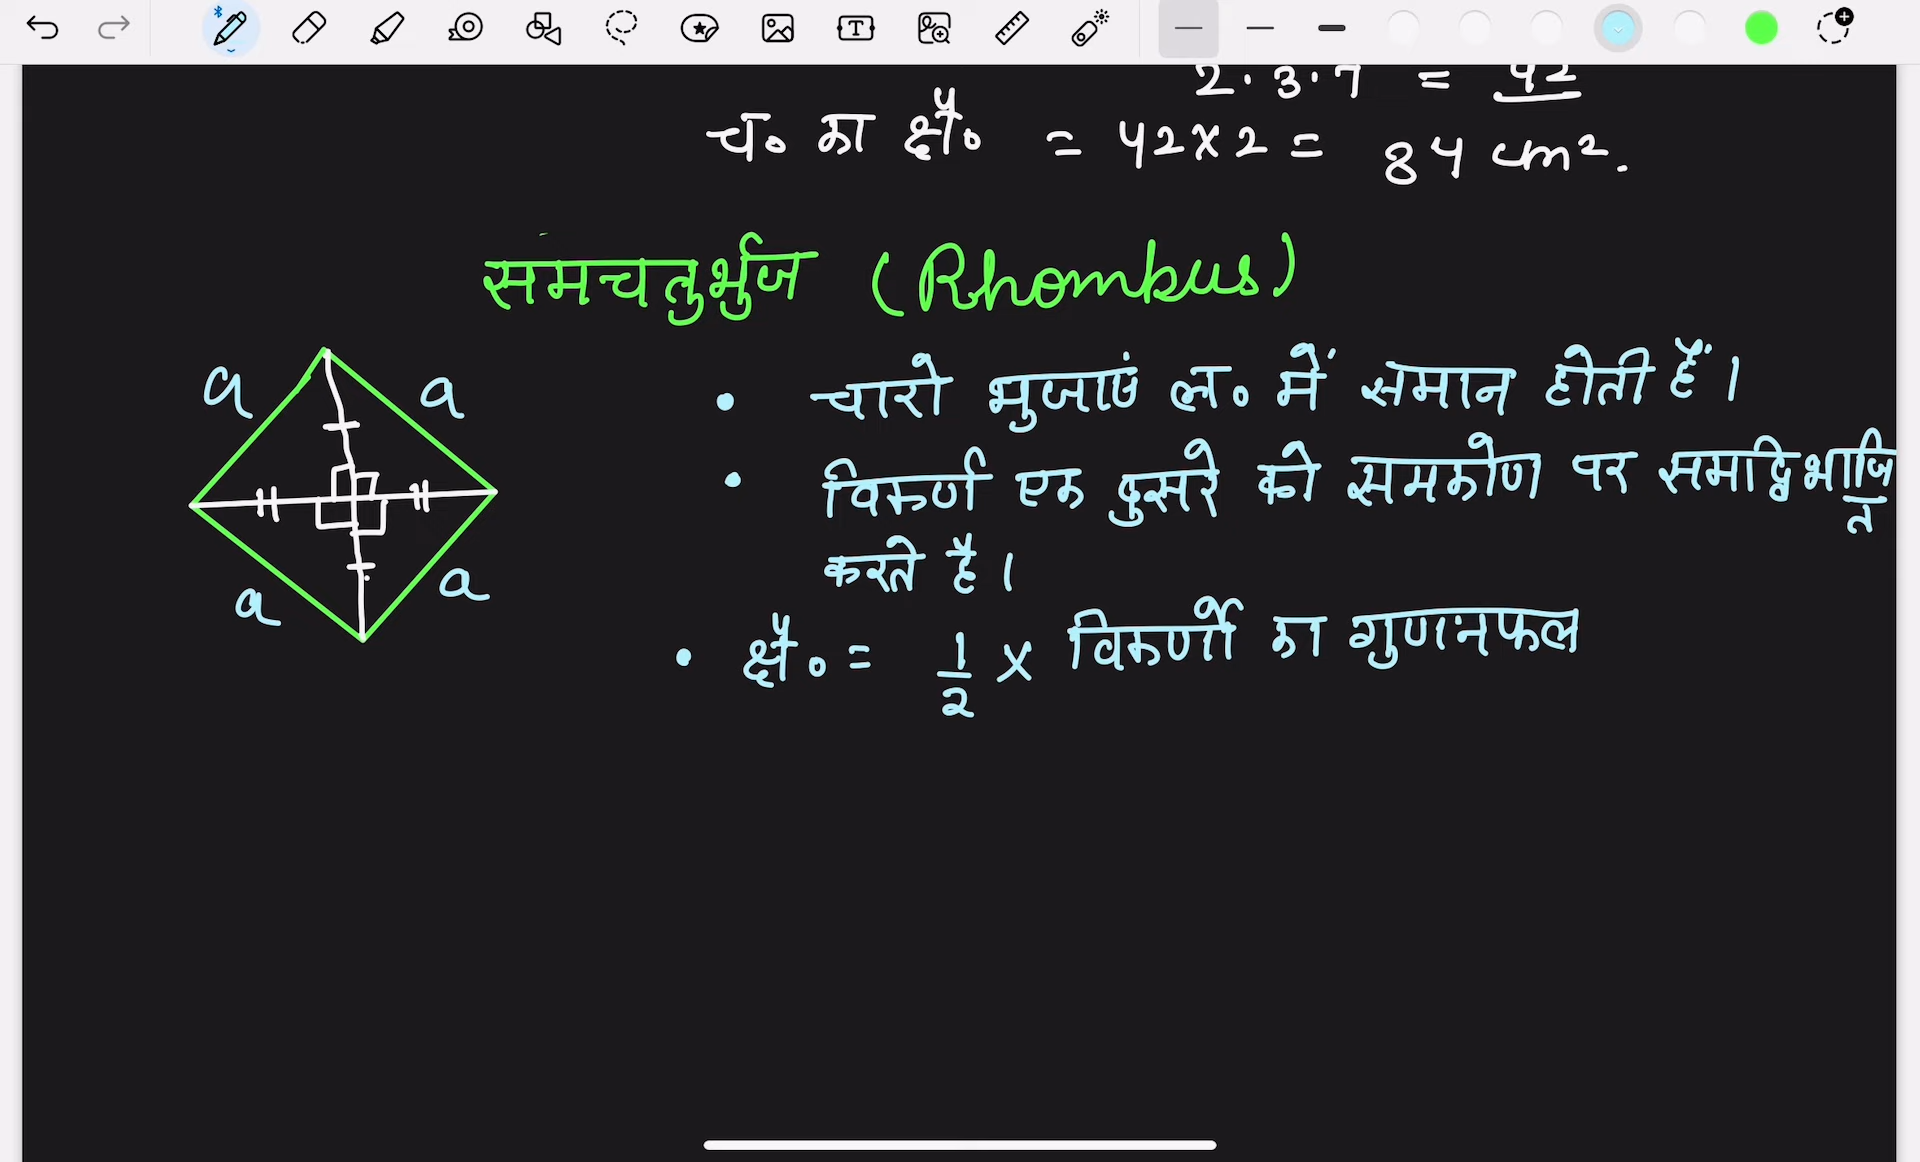 2·3·7 = 42
च० का क्षे० = 42×2 = 84 cm².
समचतुर्भुज (Rhombus)
a a
• चारो भुजाएं ल० में समान होती हैं।
• विकर्ण एक दुसरे को समकोण पर समद्विभाजित
करते है।
a a
• क्षे० = 1/2 × विकर्णो का गुणनफल